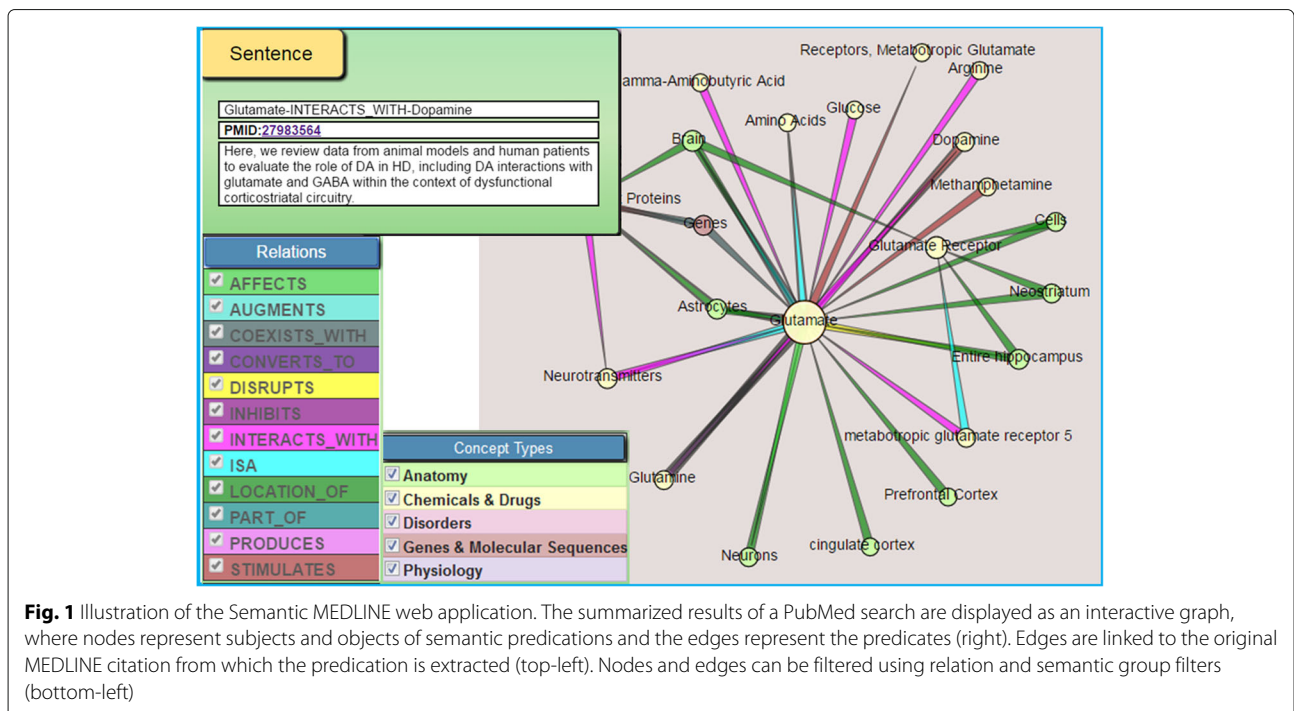 Sentence
Glutamate-INTERACTS_WITH-Dopamine
PMID:27983564
Here, we review data from animal models and human patients
to evaluate the role of DA in HD, including DA interactions with
glutamate and GABA within the context of dysfunctional
corticostriatal circuitry.
Relations
AFFECTS
AUGMENTS
COEXISTS_WITH
CONVERTS_TO
DISRUPTS
INHIBITS
INTERACTS_WITH
ISA
LOCATION_OF
PART_OF
PRODUCES
STIMULATES
Concept Types
Anatomy
Chemicals & Drugs
Disorders
Genes & Molecular Sequences
Physiology
Receptors, Metabotropic Glutamate
Arginine
amma-Aminobutyric Acid
Glucose
Amino Acids
Brain
Dopamine
Methamphetamine
Proteins
Genes
Cells
Glutamate Receptor
Neostriatum
Astrocytes
Glutamate
Entire hippocampus
Neurotransmitters
metabotropic glutamate receptor 5
Glutamine
Prefrontal Cortex
cingulate cortex
Neurons
Fig. 1 Illustration of the Semantic MEDLINE web application. The summarized results of a PubMed search are displayed as an interactive graph,
where nodes represent subjects and objects of semantic predications and the edges represent the predicates (right). Edges are linked to the original
MEDLINE citation from which the predication is extracted (top-left). Nodes and edges can be filtered using relation and semantic group filters
(bottom-left)